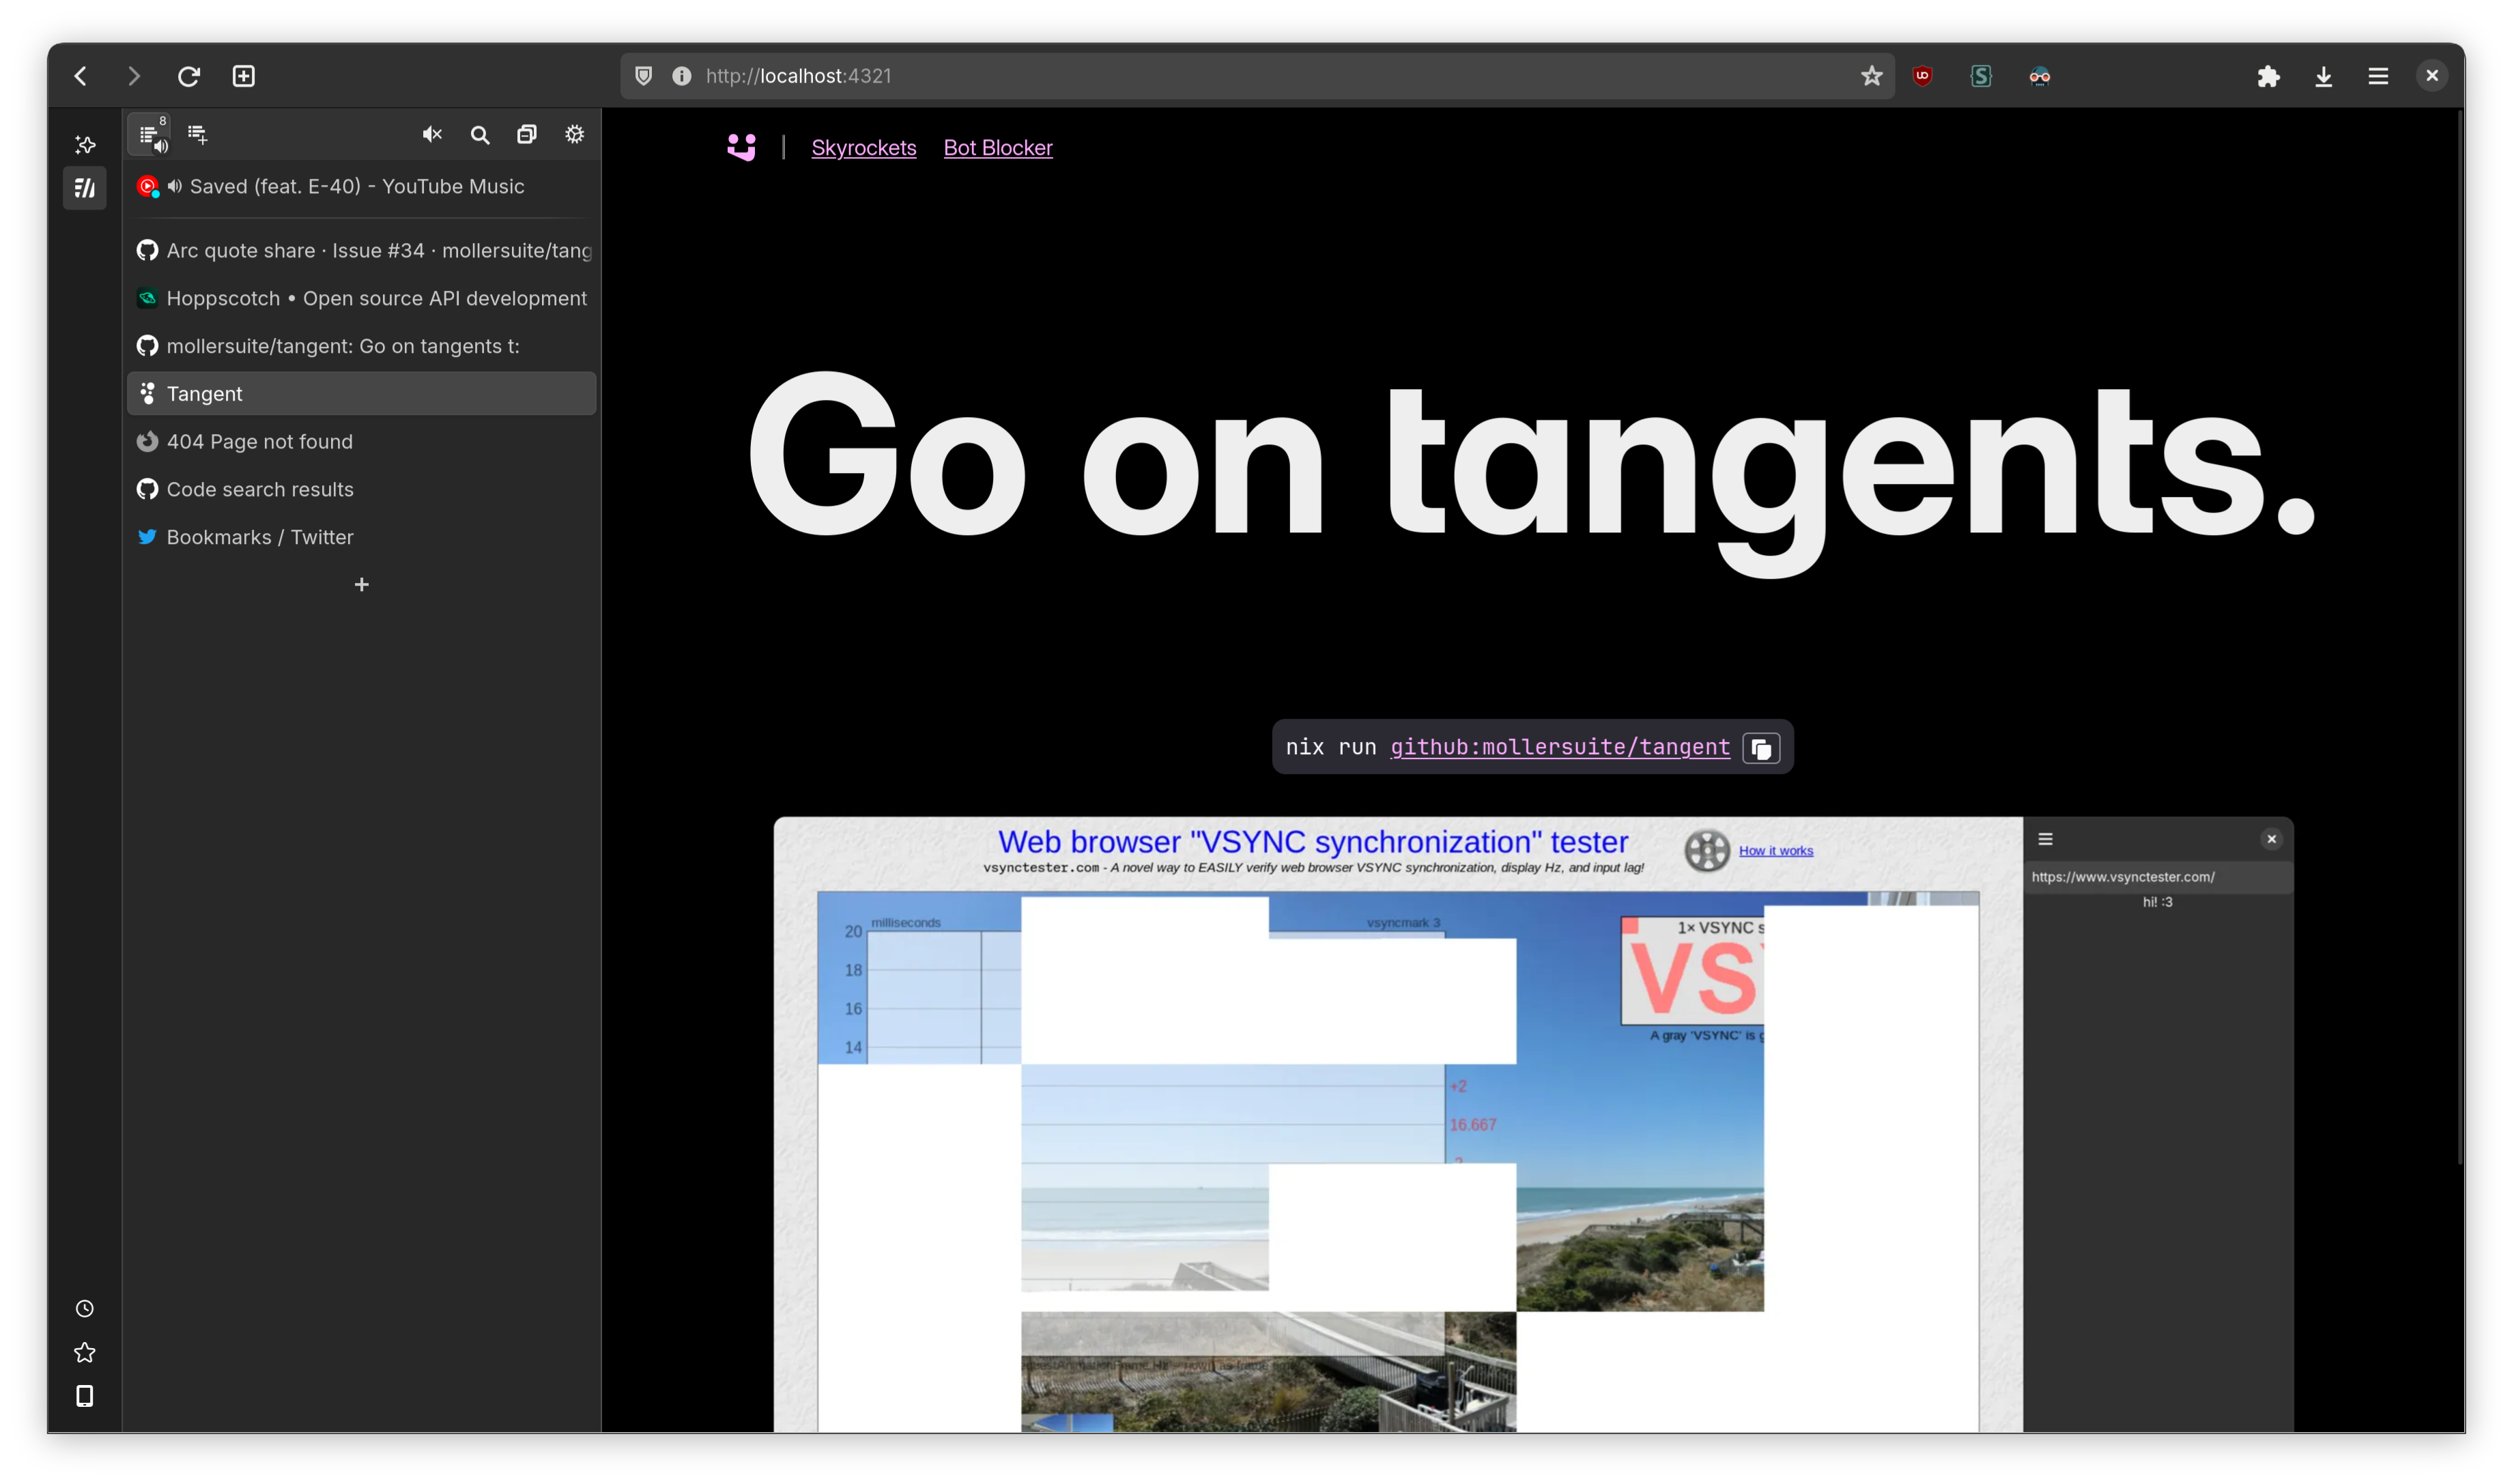 http://localhost:4321
8
Saved (feat. E-40) - YouTube Music
Arc quote share · Issue #34 · mollersuite/tang
Hoppscotch • Open source API development
mollersuite/tangent: Go on tangents t:
Tangent
404 Page not found
Code search results
Bookmarks / Twitter
+
Skyrockets Bot Blocker
Go on tangents.
nix run github:mollersuite/tangent
Web browser "VSYNC synchronization" tester
How it works
vsynctester.com - A novel way to EASILY verify web browser VSYNC synchronization, display Hz, and input lag!
https://www.vsynctester.com/
hi! :3
milliseconds
vsyncmark 3
20
18
16
14
1× VSYNC s
VS
A gray 'VSYNC' is g
+2
16.667